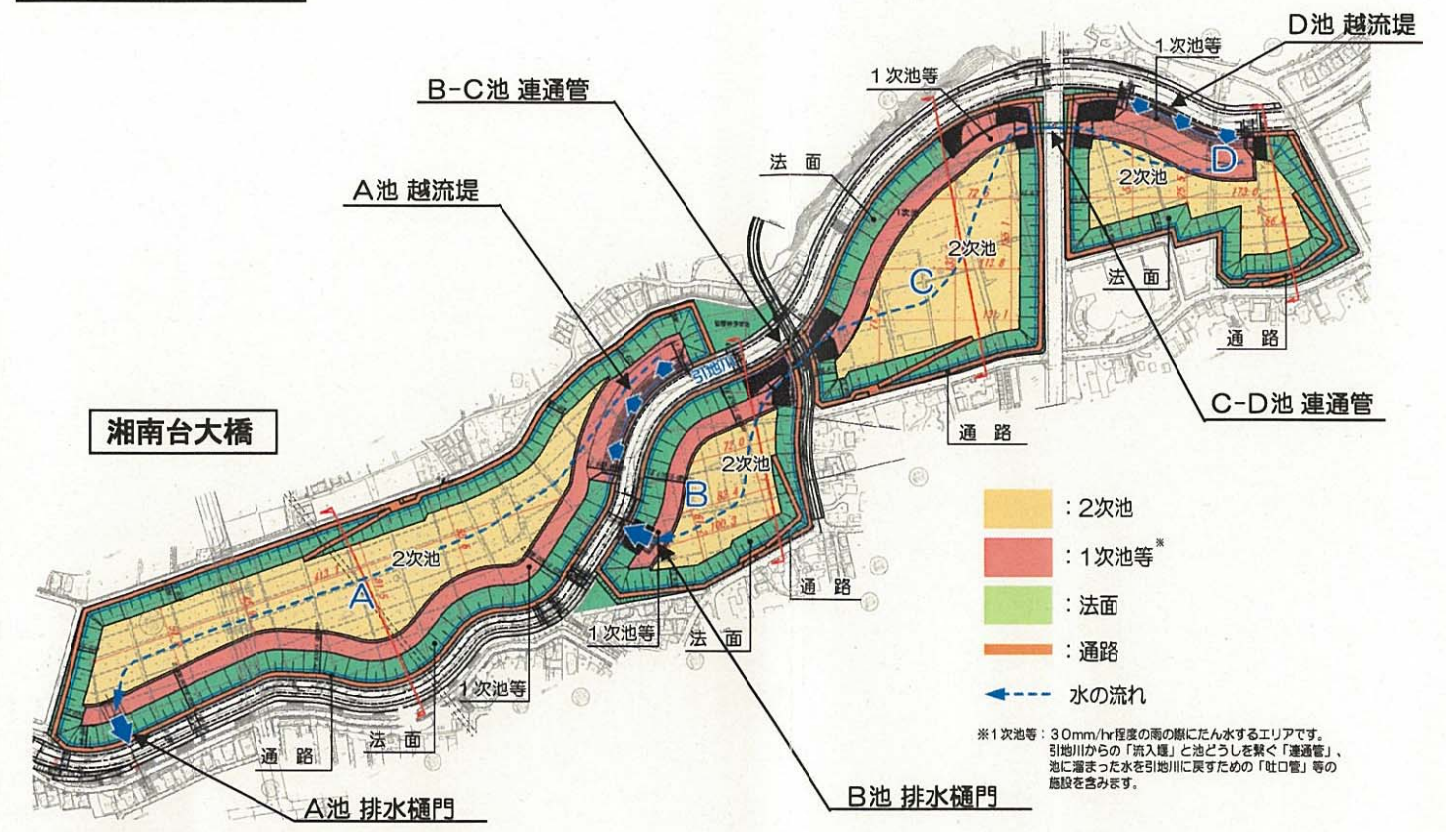 D池 越流堤
1次池等
1次池等
B-C池 連通管
法 面
A池 越流堤
2次池
D
2次池
C
法 面
通 路
C-D池 連通管
通 路
引地川
湘南台大橋
2次池
B
2次池
A
1次池
通 路
1次池等
法 面
1次池等
法 面
通 路
A池 排水樋門
B池 排水樋門
:2次池
:1次池等※
:法面
:通路
水の流れ
※1次池等:30mm/hr程度の雨の際にたん水するエリアです。
引地川からの「流入堰」と池どうしを繋ぐ「連通管」、
池に溜まった水を引地川に戻すための「吐口管」等の
施設を含みます。